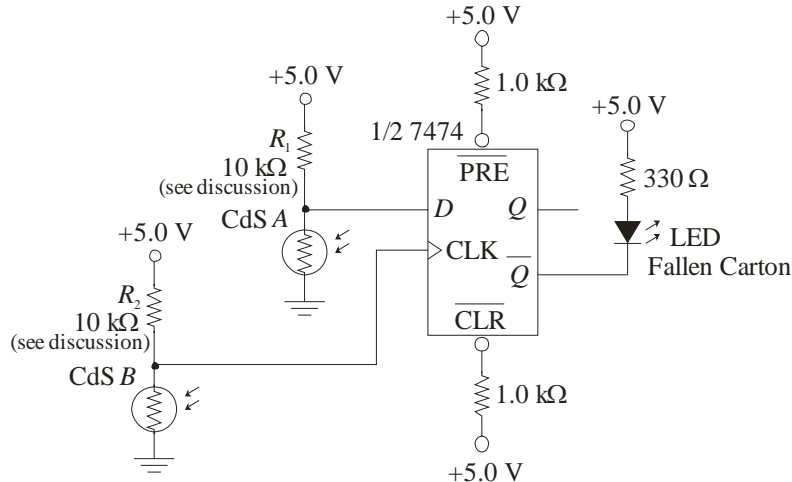 +5.0 V
1.0 kΩ
+5.0 V
+5.0 V
1/2 7474
R1
10 kΩ
(see discussion)
PRE
330 Ω
CdS A
D
Q
+5.0 V
CLK
LED
Q
Fallen Carton
R2
10 kΩ
(see discussion)
CLR
CdS B
1.0 kΩ
+5.0 V